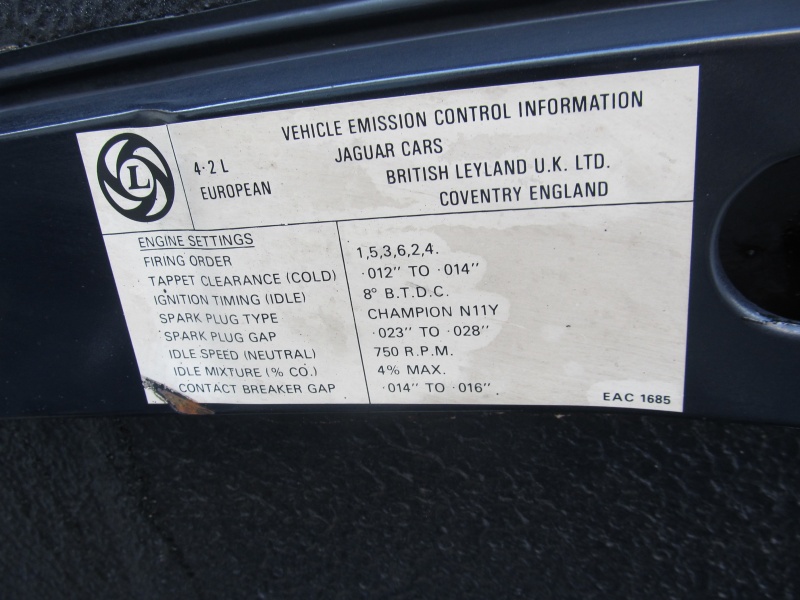 VEHICLE EMISSION CONTROL INFORMATION
JAGUAR CARS
BRITISH LEYLAND U.K. LTD.
COVENTRY ENGLAND
L
4·2 L
EUROPEAN
ENGINE SETTINGS
FIRING ORDER 1,5,3,6,2,4.
TAPPET CLEARANCE (COLD) ·012" TO ·014"
IGNITION TIMING (IDLE) 8° B.T.D.C.
SPARK PLUG TYPE CHAMPION N11Y
SPARK PLUG GAP ·023" TO ·028"
IDLE SPEED (NEUTRAL) 750 R.P.M.
IDLE MIXTURE (% CO.) 4% MAX.
CONTACT BREAKER GAP ·014" TO ·016"
EAC 1685